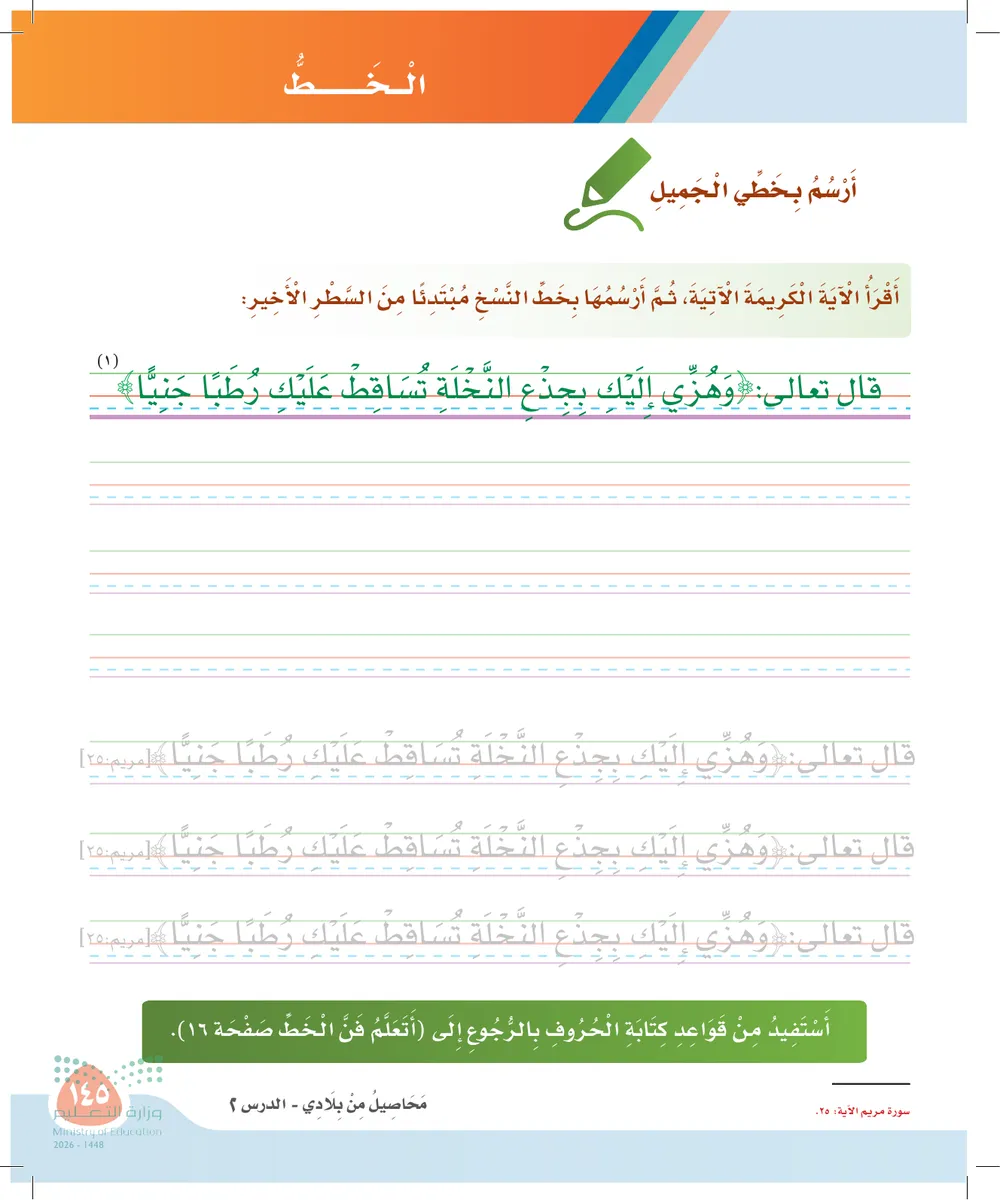 الْخَـــطُّ
أَرْسُمُ بِخَطِّي الْجَمِيلِ
أَقْرَأُ الْآيَةَ الْكَرِيمَةَ الْآتِيَةَ، ثُمَّ أَرْسُمُهَا بِخَطِّ النَّسْخِ مُبْتَدِئًا مِنَ السَّطْرِ الْأَخِيرِ:
قال تعالى:﴿وَهُزِّي إِلَيْكِ بِجِذْعِ النَّخْلَةِ تُسَاقِطْ عَلَيْكِ رُطَبًا جَنِيًّا﴾ (١)
قال تعالى:﴿وَهُزِّي إِلَيْكِ بِجِذْعِ النَّخْلَةِ تُسَاقِطْ عَلَيْكِ رُطَبًا جَنِيًّا﴾[مريم:٢٥]
قال تعالى:﴿وَهُزِّي إِلَيْكِ بِجِذْعِ النَّخْلَةِ تُسَاقِطْ عَلَيْكِ رُطَبًا جَنِيًّا﴾[مريم:٢٥]
قال تعالى:﴿وَهُزِّي إِلَيْكِ بِجِذْعِ النَّخْلَةِ تُسَاقِطْ عَلَيْكِ رُطَبًا جَنِيًّا﴾[مريم:٢٥]
أَسْتَفِيدُ مِنْ قَوَاعِدِ كِتَابَةِ الْحُرُوفِ بِالرُّجُوعِ إِلَى (أَتَعَلَّمُ فَنَّ الْخَطِّ صَفْحَة ١٦).
سورة مريم الآية: ٢٥.
مَحَاصِيلُ مِنْ بِلَادِي - الدرس ٢
١٤٥
وزارة التعـــليم
Ministry of Education
2026 - 1448